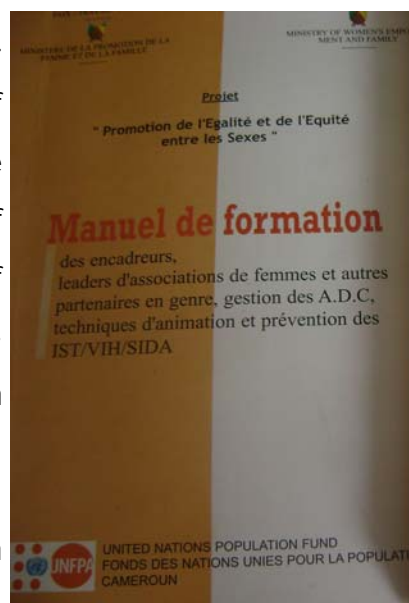 MINISTERE DE LA PROMOTION DE LA
FEMME ET DE LA FAMILLE
MINISTRY OF WOMEN'S EMPO
MENT AND FAMILY
Projet
" Promotion de l'Egalité et de l'Equité
entre les Sexes "
Manuel de formation
des encadreurs,
leaders d'associations de femmes et autres
partenaires en genre, gestion des A.D.C,
techniques d'animation et prévention des
IST/VIH/SIDA
UNFPA
UNITED NATIONS POPULATION FUND
FONDS DES NATIONS UNIES POUR LA POPULAT
CAMEROUN